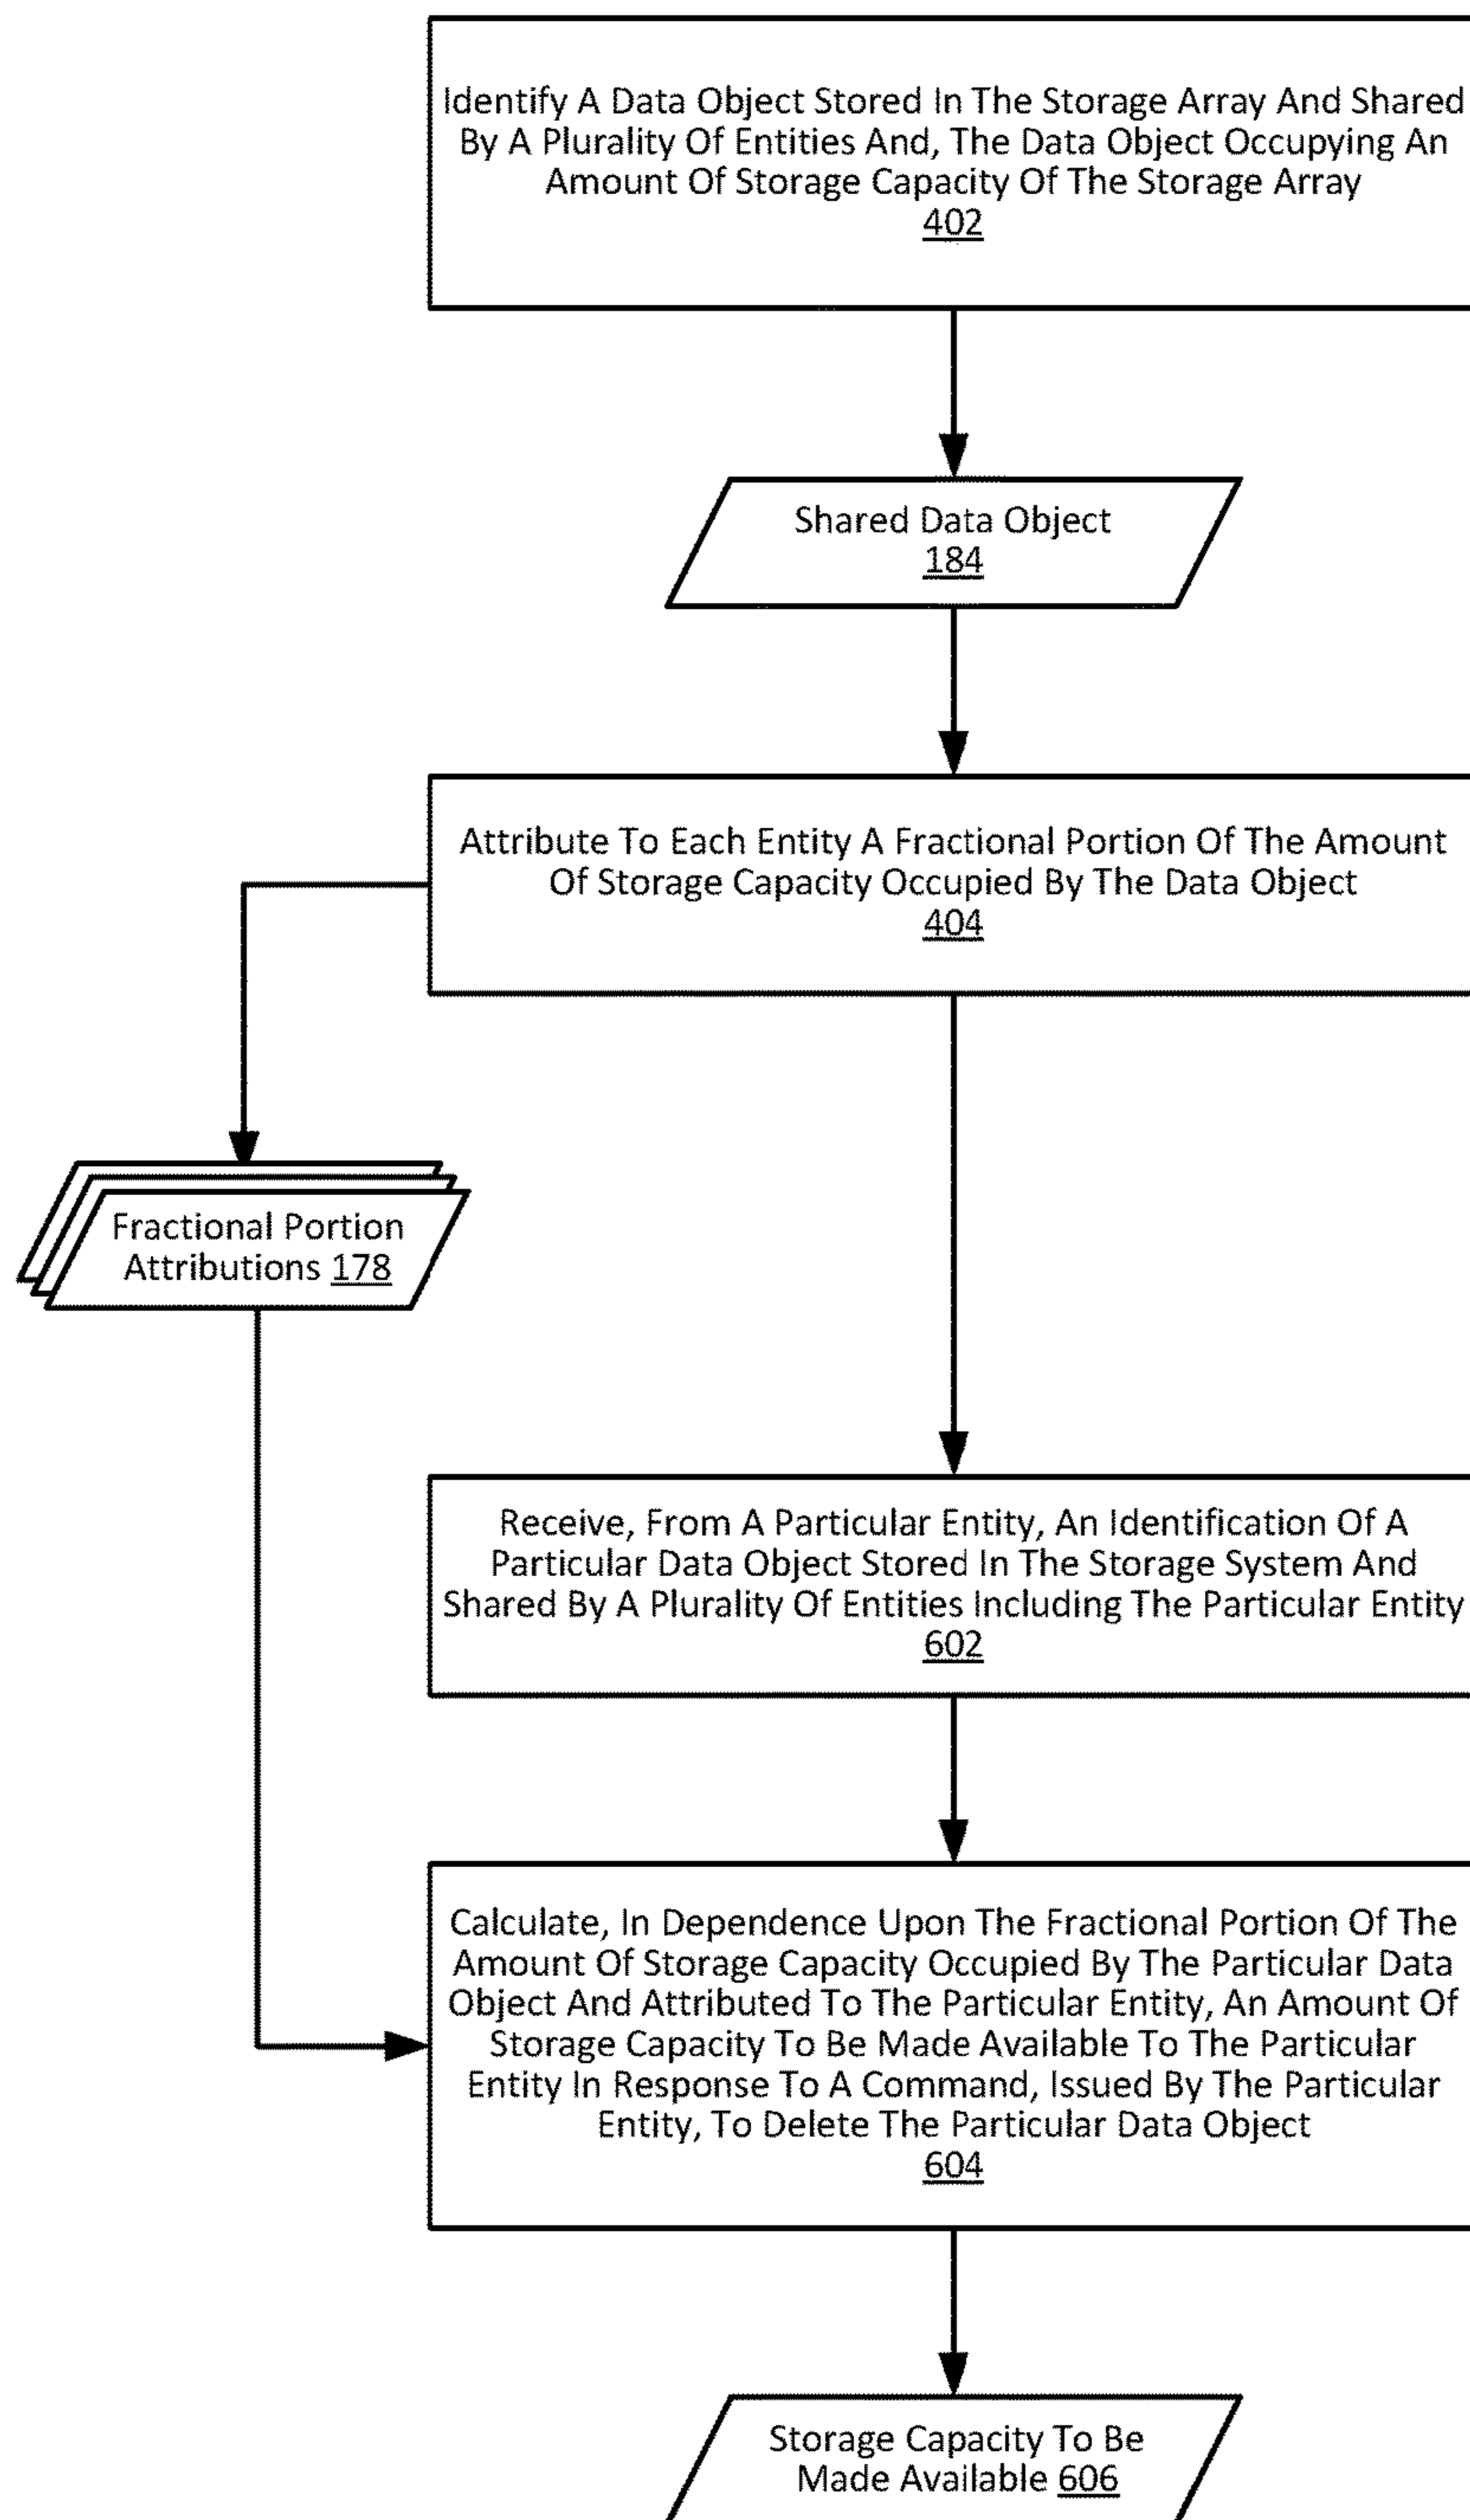 Identify A Data Object Stored In The Storage Array And Shared
By A Plurality Of Entities And, The Data Object Occupying An
Amount Of Storage Capacity Of The Storage Array
402
Shared Data Object
184
Attribute To Each Entity A Fractional Portion Of The Amount
Of Storage Capacity Occupied By The Data Object
404
Fractional Portion
Attributions 178
Receive, From A Particular Entity, An Identification Of A
Particular Data Object Stored In The Storage System And
Shared By A Plurality Of Entities Including The Particular Entity
602
Calculate, In Dependence Upon The Fractional Portion Of The
Amount Of Storage Capacity Occupied By The Particular Data
Object And Attributed To The Particular Entity, An Amount Of
Storage Capacity To Be Made Available To The Particular
Entity In Response To A Command, Issued By The Particular
Entity, To Delete The Particular Data Object
604
Storage Capacity To Be
Made Available 606